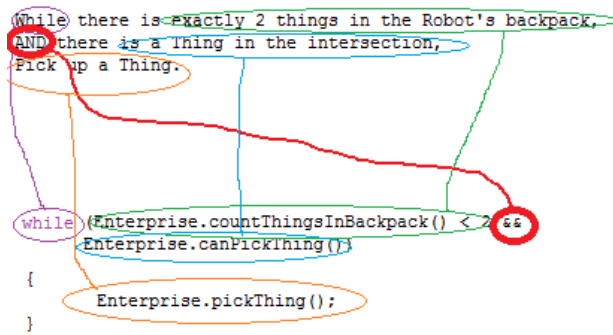 While there is exactly 2 things in the Robot's backpack,
AND there is a Thing in the intersection,
Pick up a Thing.
while (Enterprise.countThingsInBackpack() < 2 &&
Enterprise.canPickThing())
{
Enterprise.pickThing();
}